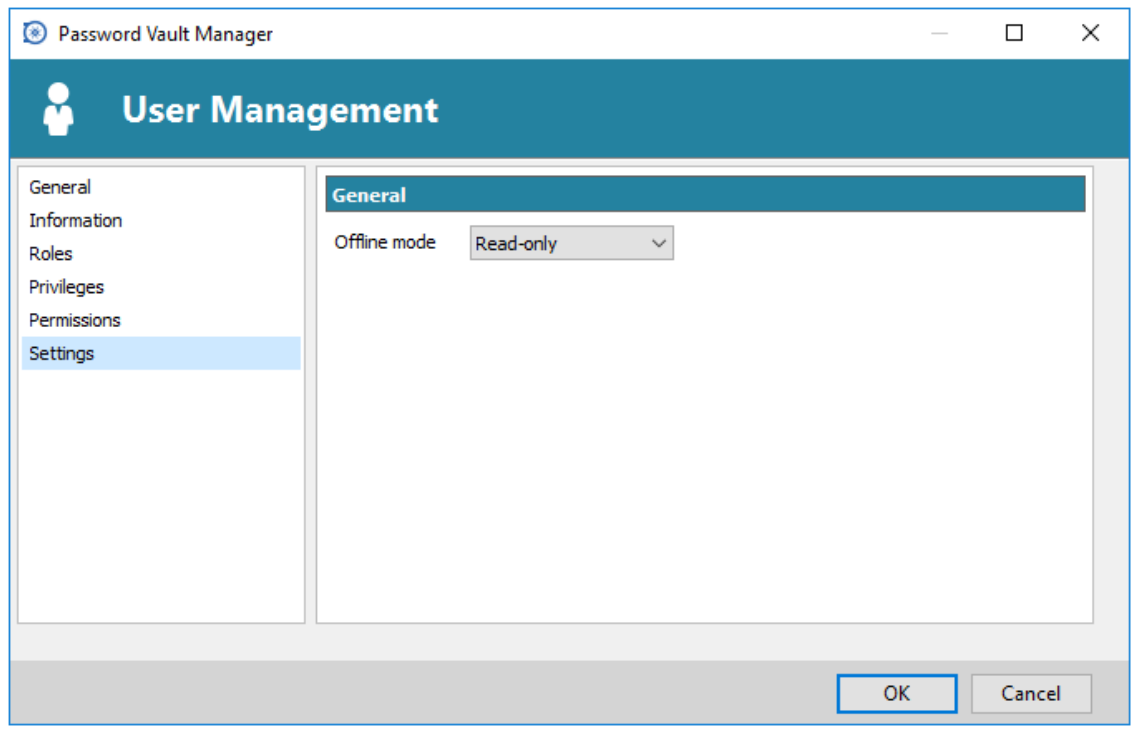 Password Vault Manager
User Management
General
Information
Roles
Privileges
Permissions
Settings
General
Offline mode Read-only
OK Cancel